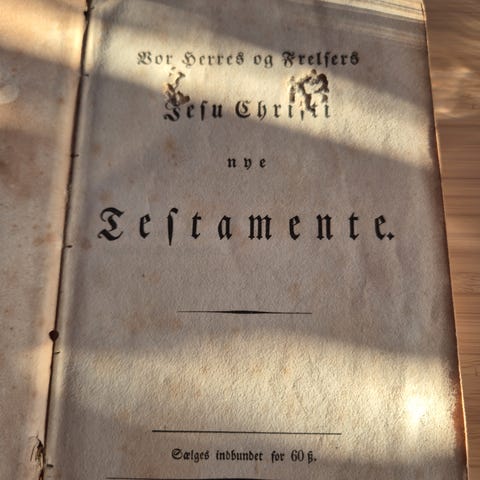 Vor Herres og Frelsers
Jesu Christi
nye
Testamente.
Sælges indbundet for 60 ß.